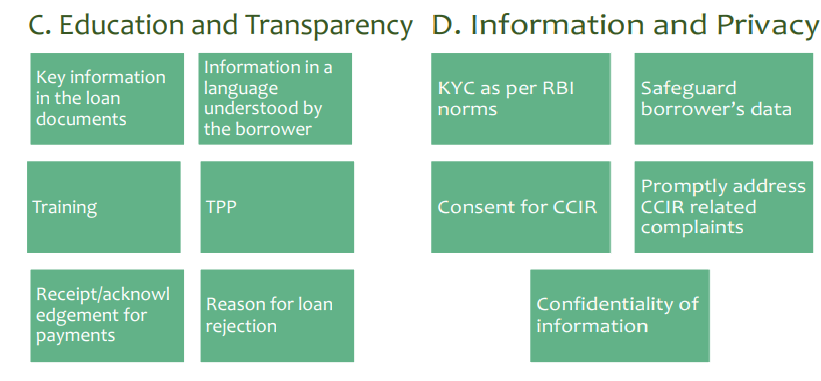 C. Education and Transparency
Key information
in the loan
documents
Information in a
language
understood by
the borrower
Training
TPP
Receipt/acknowl
edgement for
payments
Reason for loan
rejection
D. Information and Privacy
KYC as per RBI
norms
Safeguard
borrower's data
Consent for CCIR
Promptly address
CCIR related
complaints
Confidentiality of
information